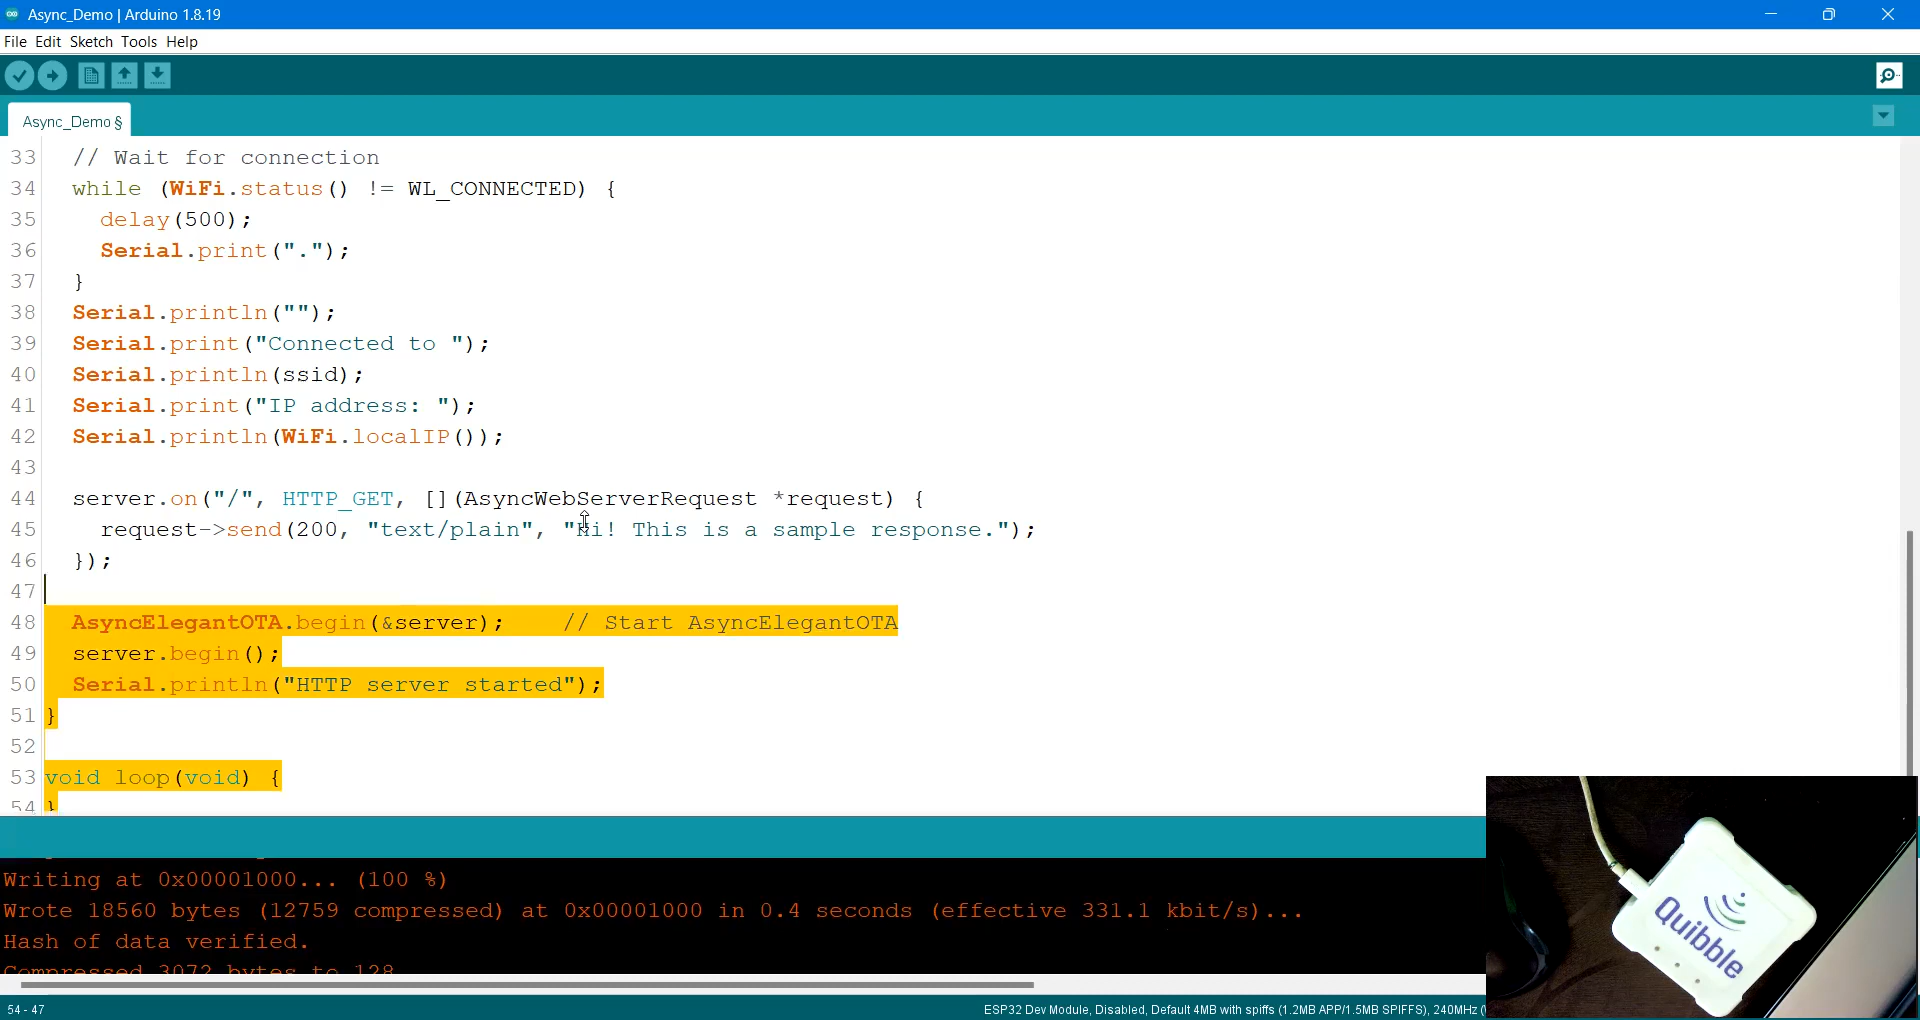 Async_Demo | Arduino 1.8.19
File Edit Sketch Tools Help
Async_Demo §
33 // Wait for connection
34 while (WiFi.status() != WL_CONNECTED) {
35 delay(500);
36 Serial.print(".");
37 }
38 Serial.println("");
39 Serial.print("Connected to ");
40 Serial.println(ssid);
41 Serial.print("IP address: ");
42 Serial.println(WiFi.localIP());
43
44 server.on("/", HTTP_GET, [](AsyncWebServerRequest *request) {
45 request->send(200, "text/plain", "Hi! This is a sample response.");
46 });
47
48 AsyncElegantOTA.begin(&server); // Start AsyncElegantOTA
49 server.begin();
50 Serial.println("HTTP server started");
51 }
52
53 void loop(void) {
54 }
Writing at 0x00001000... (100 %)
Wrote 18560 bytes (12759 compressed) at 0x00001000 in 0.4 seconds (effective 331.1 kbit/s)...
Hash of data verified.
Compressed 3072 bytes to 128
54 - 47
ESP32 Dev Module, Disabled, Default 4MB with spiffs (1.2MB APP/1.5MB SPIFFS), 240MHz
Quibble